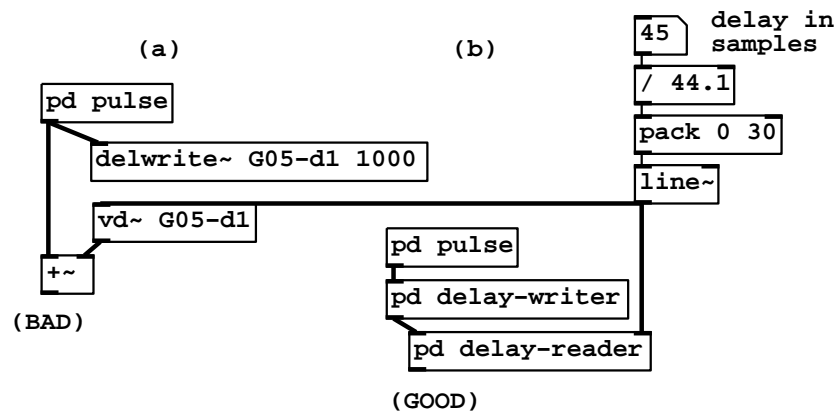 (a)
(b)
45
delay in
samples
pd pulse
/ 44.1
pack 0 30
delwrite~ G05-d1 1000
line~
vd~ G05-d1
pd pulse
+~
pd delay-writer
(BAD)
pd delay-reader
(GOOD)